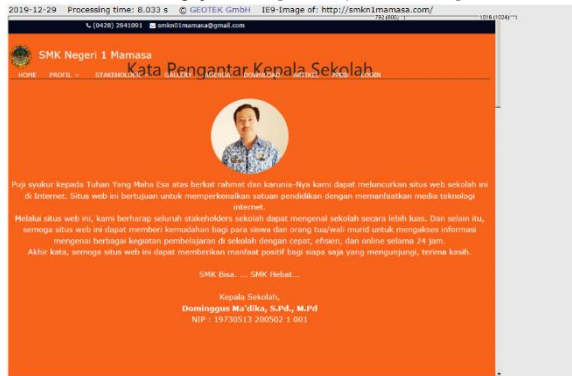 2019-12-29 Processing time: 8.033 s © GEOTEK GmbH IE9-Image of: http://smkn1mamasa.com/
792 (800)
1016 (1024)
(0428) 2841091 smkn01mamasa@gmail.com
SMK Negeri 1 Mamasa
Kata Pengantar Kepala Sekolah
HOME PROFIL STAKEHOLDER GALLERY AGENDA DOWNLOAD ARTIKEL LOGIN
Puji syukur kepada Tuhan Yang Maha Esa atas berkat rahmat dan karunia-Nya kami dapat meluncurkan situs web sekolah ini
di Internet. Situs web ini bertujuan untuk memperkenalkan satuan pendidikan dengan memanfaatkan media teknologi
internet.
Melalui situs web ini, kami berharap seluruh stakeholders sekolah dapat mengenal sekolah secara lebih luas. Dan selain itu,
semoga situs web ini dapat memberi kemudahan bagi para siswa dan orang tua/wali murid untuk mengakses informasi
mengenai berbagai kegiatan pembelajaran di sekolah dengan cepat, efisien, dan online selama 24 jam.
Akhir kata, semoga situs web ini dapat memberikan manfaat positif bagi siapa saja yang mengunjungi, terima kasih.
SMK Bisa. ... SMK Hebat...
Kepala Sekolah,
Dominggus Ma'dika, S.Pd., M.Pd
NIP : 19730513 200502 1 001